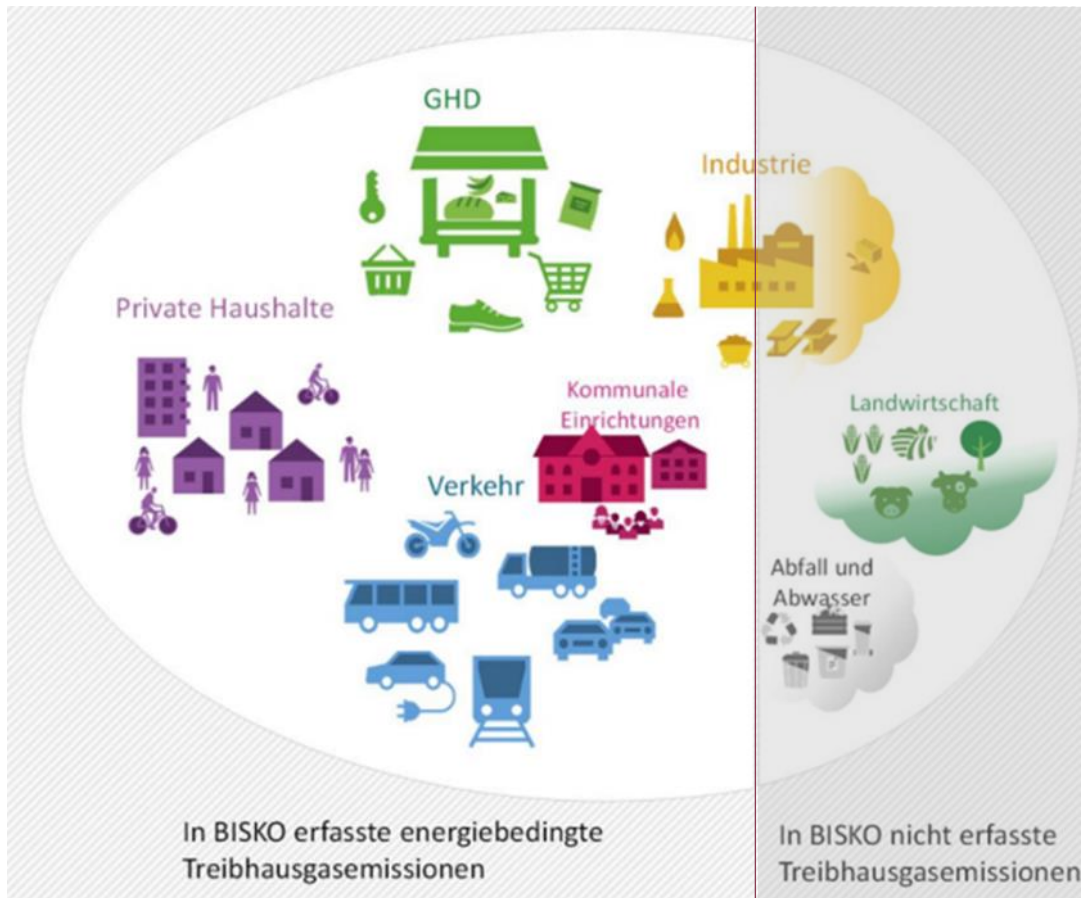 GHD
Industrie
Private Haushalte
Kommunale
Einrichtungen
Landwirtschaft
Verkehr
Abfall und
Abwasser
In BISKO erfasste energiebedingte
Treibhausgasemissionen
In BISKO nicht erfasste
Treibhausgasemissionen